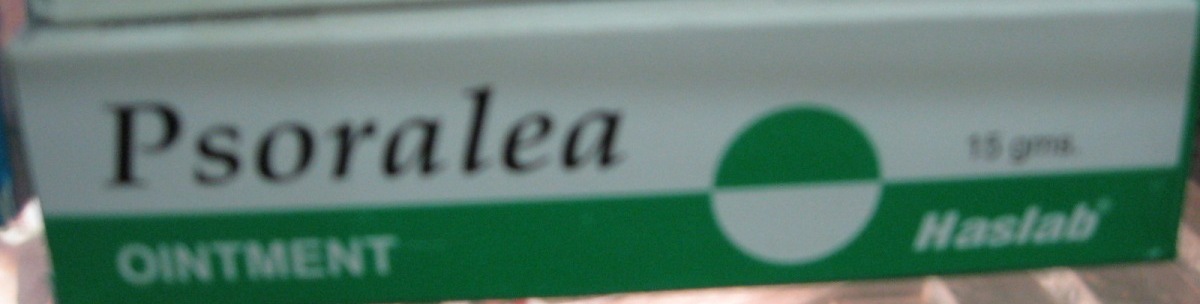 Psoralea
15 gms.
OINTMENT
Haslab